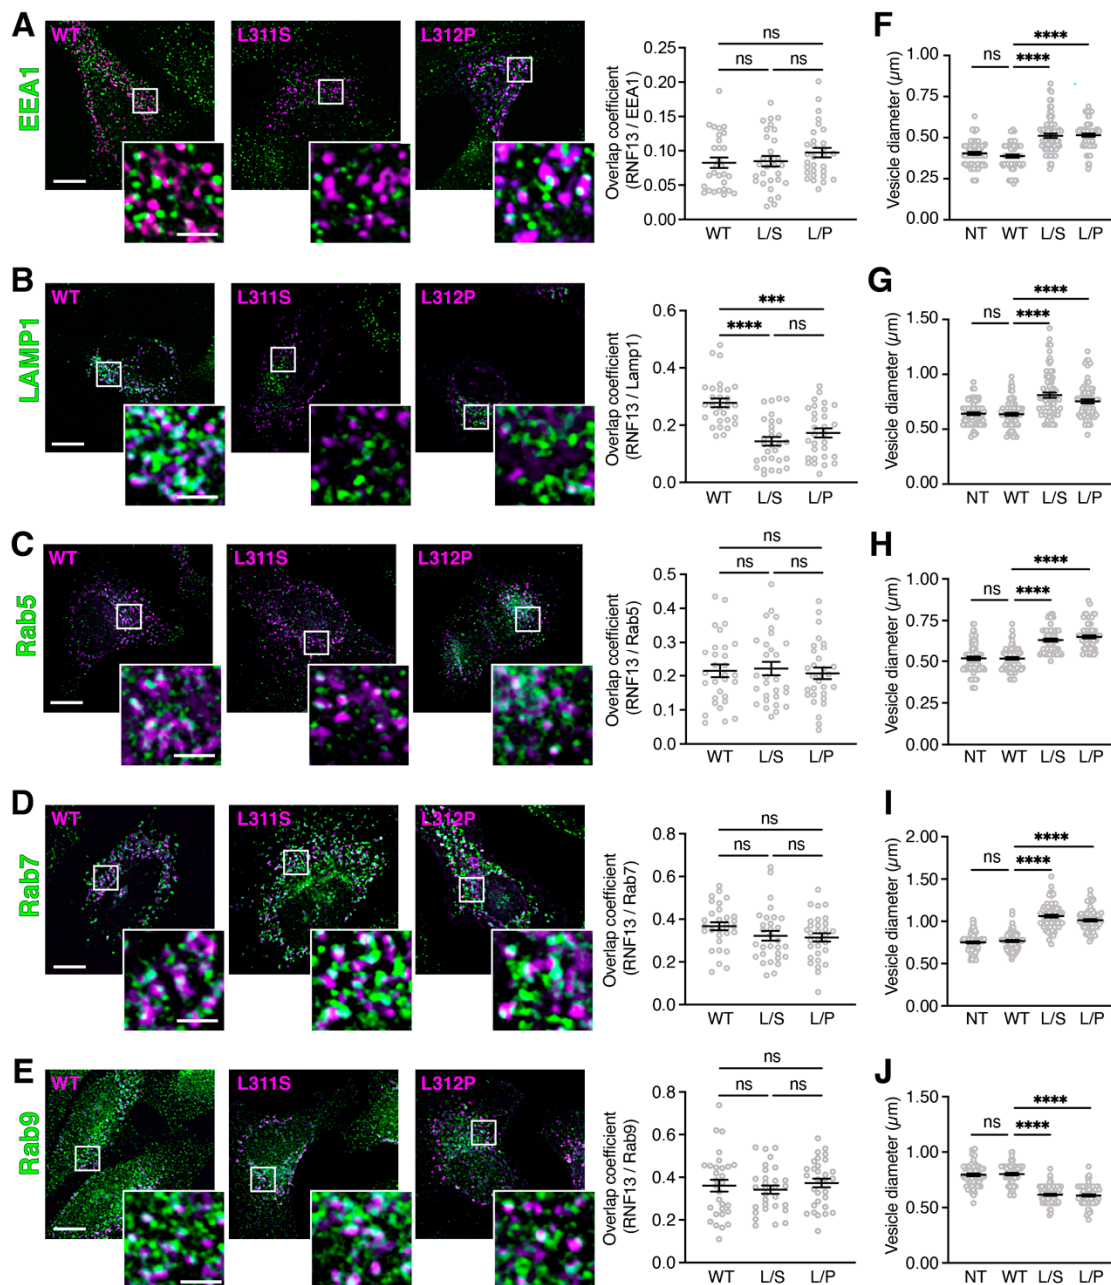 A
EEA1
WT
L311S
L312P
Overlap coefficient
(RNF13 / EEA1)
0.25
0.20
0.15
0.10
0.05
0.00
ns
ns
ns
WT L/S L/P
F
Vesicle diameter (µm)
1.00
0.50
0.00
ns
****
****
NT WT L/S L/P
B
LAMP1
WT
L311S
L312P
Overlap coefficient
(RNF13 / Lamp1)
0.6
0.4
0.2
0.0
***
****
ns
WT L/S L/P
G
Vesicle diameter (µm)
1.50
1.00
0.50
0.00
ns
****
****
NT WT L/S L/P
C
Rab5
WT
L311S
L312P
Overlap coefficient
(RNF13 / Rab5)
0.5
0.4
0.3
0.2
0.1
0.0
ns
ns
ns
WT L/S L/P
H
Vesicle diameter (µm)
1.00
0.50
0.00
ns
****
****
NT WT L/S L/P
D
Rab7
WT
L311S
L312P
Overlap coefficient
(RNF13 / Rab7)
0.8
0.6
0.4
0.2
0.0
ns
ns
ns
WT L/S L/P
I
Vesicle diameter (µm)
2.00
1.50
1.00
0.50
0.00
ns
****
****
NT WT L/S L/P
E
Rab9
WT
L311S
L312P
Overlap coefficient
(RNF13 / Rab9)
0.8
0.6
0.4
0.2
0.0
ns
ns
ns
WT L/S L/P
J
Vesicle diameter (µm)
1.50
1.00
0.50
0.00
ns
****
****
NT WT L/S L/P